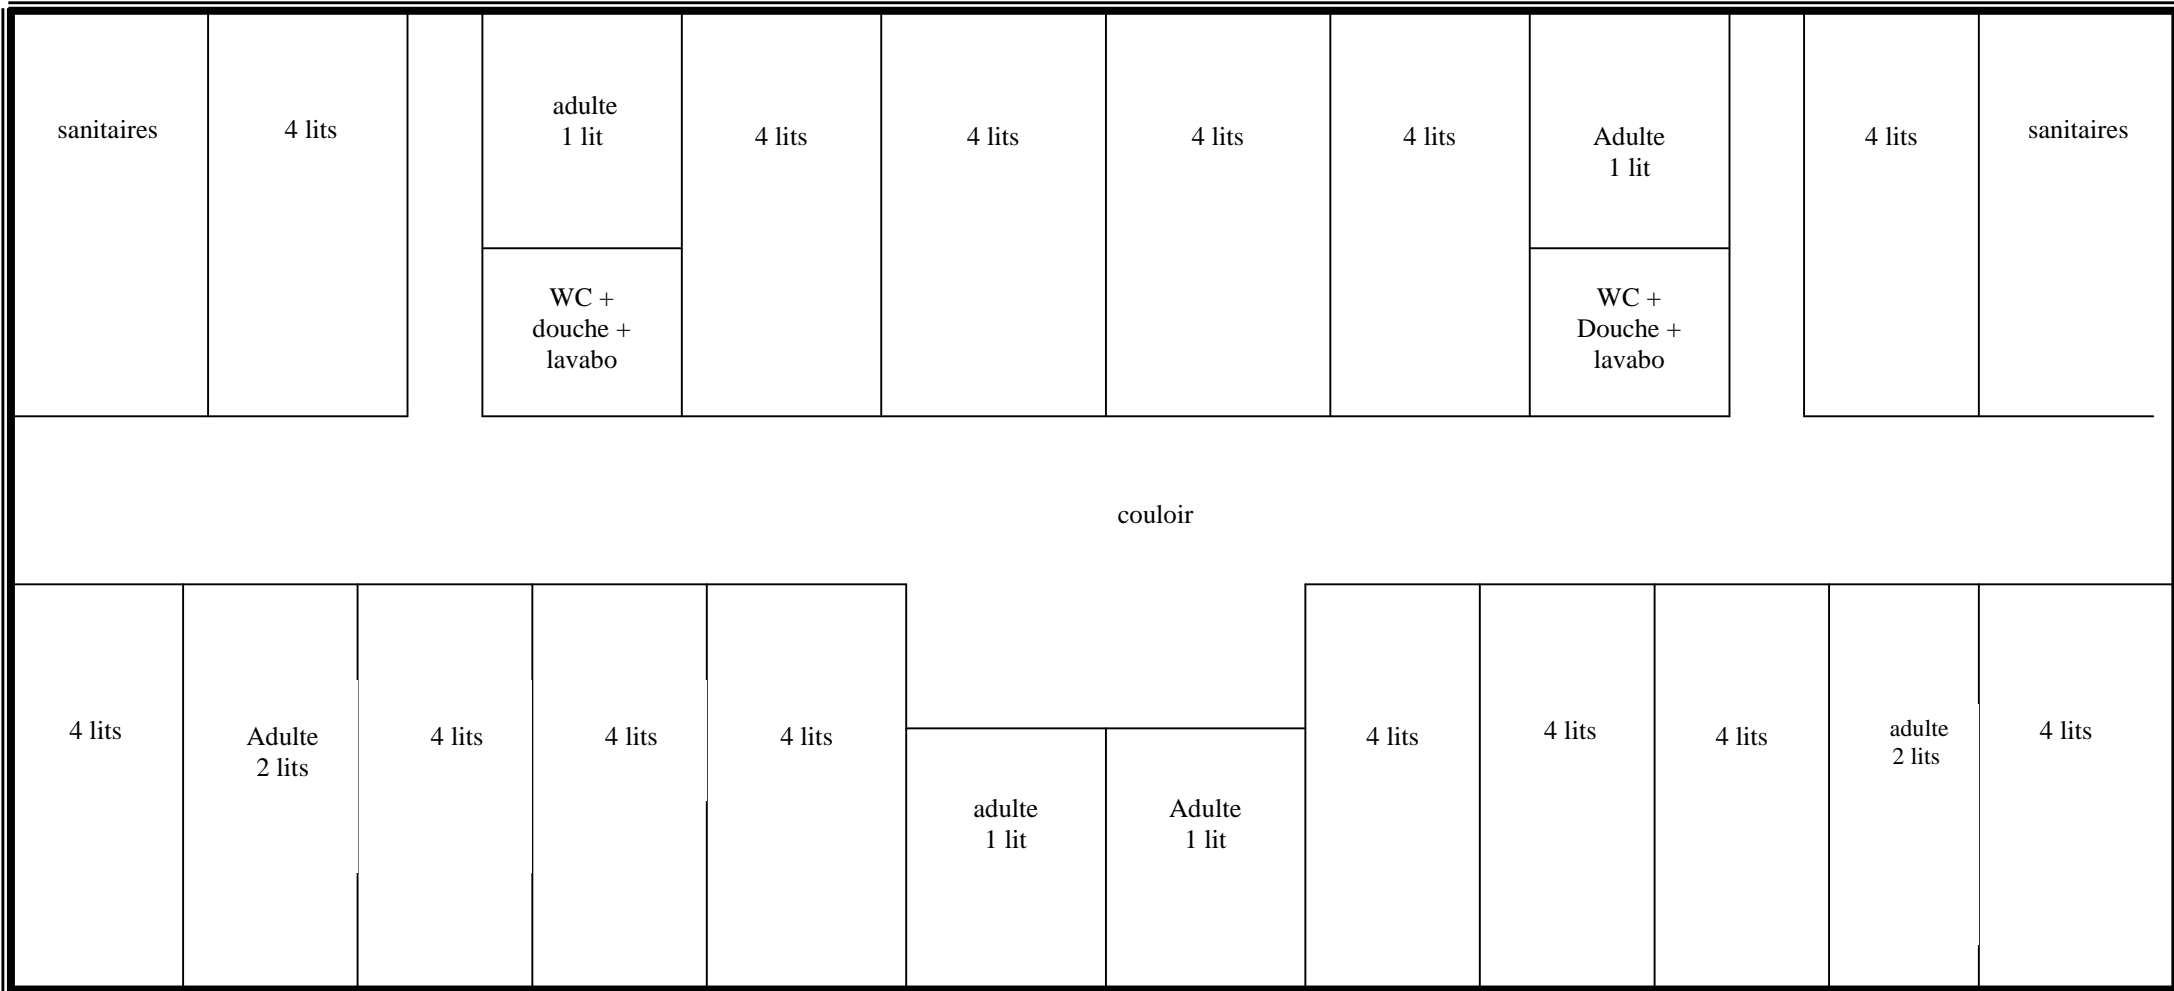 sanitaires
4 lits
adulte
1 lit
4 lits
4 lits
4 lits
4 lits
Adulte
1 lit
4 lits
sanitaires
WC +
douche +
lavabo
WC +
Douche +
lavabo
couloir
4 lits
Adulte
2 lits
4 lits
4 lits
4 lits
adulte
1 lit
Adulte
1 lit
4 lits
4 lits
4 lits
adulte
2 lits
4 lits